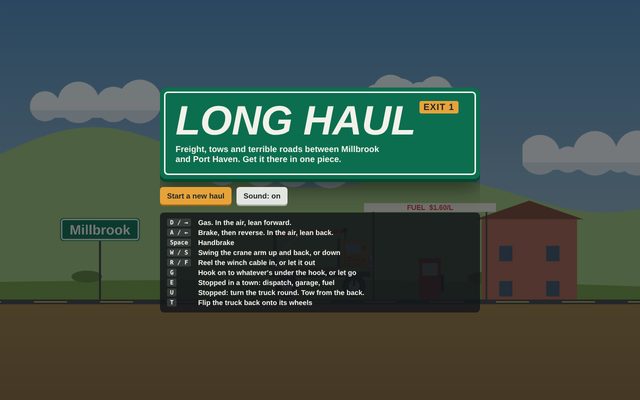 EXIT 1
LONG HAUL
Freight, tows and terrible roads between Millbrook
and Port Haven. Get it there in one piece.
Start a new haul
Sound: on
FUEL $1.60/L
Millbrook
D / → Gas. In the air, lean forward.
A / ← Brake, then reverse. In the air, lean back.
Space Handbrake
W / S Swing the crane arm up and back, or down
R / F Reel the winch cable in, or let it out
G Hook on to whatever's under the hook, or let go
E Stopped in a town: dispatch, garage, fuel
U Stopped: turn the truck round. Tow from the back.
T Flip the truck back onto its wheels